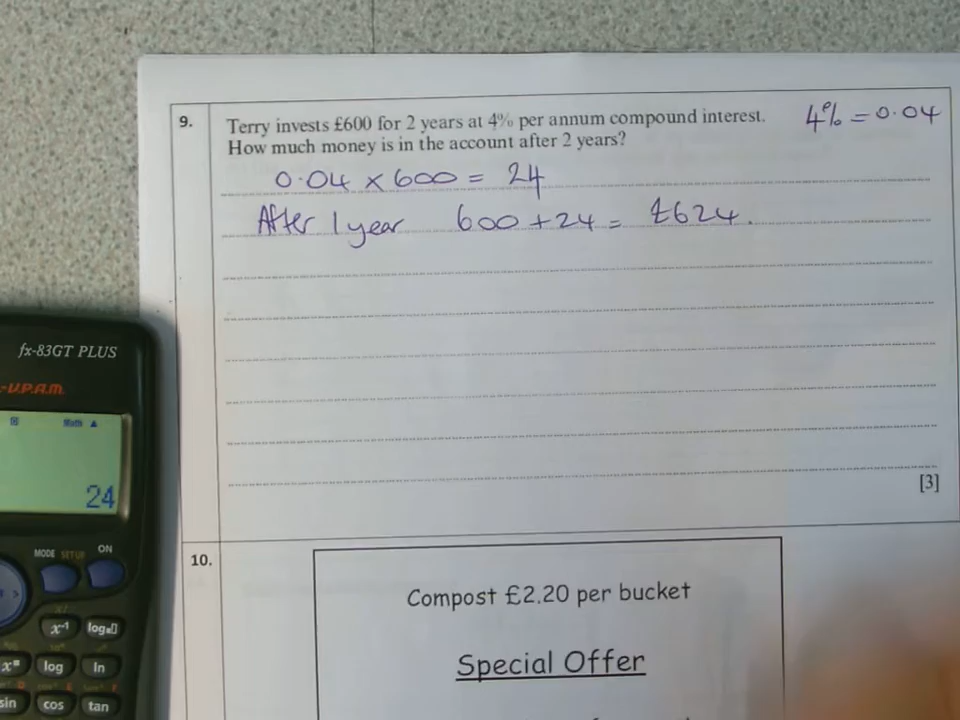 9.
Terry invests £600 for 2 years at 4% per annum compound interest.
4% = 0.04
How much money is in the account after 2 years?
0.04 × 600 = 24
After 1 year 600 + 24 = £624.
[3]
fx-83GT PLUS
-V.P.A.M.
Math ▲
24
MODE SETUP ON
x⁻¹ log
log ln
sin cos tan
10.
Compost £2.20 per bucket
Special Offer